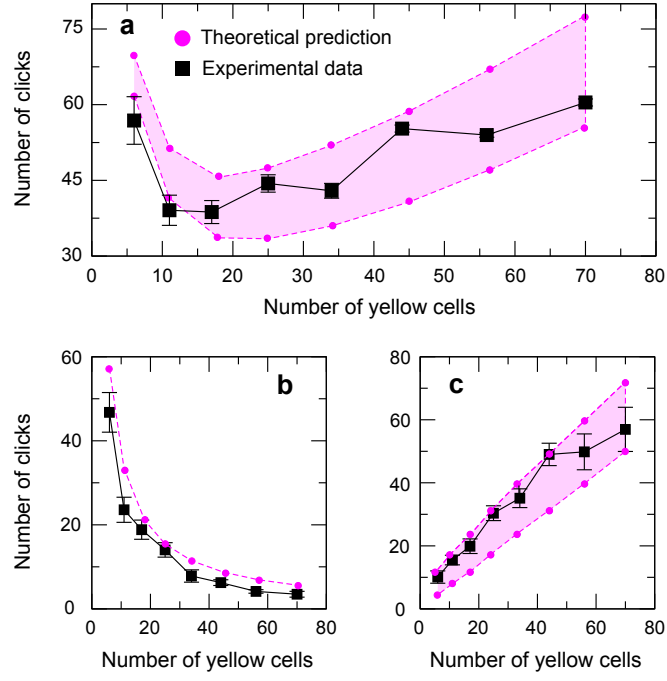 a
Theoretical prediction
Experimental data
Number of clicks
75
60
45
30
0 10 20 30 40 50 60 70 80
Number of yellow cells
b
Number of clicks
60
40
20
0
0 20 40 60 80
Number of yellow cells
c
80
60
40
20
0
0 20 40 60 80
Number of yellow cells